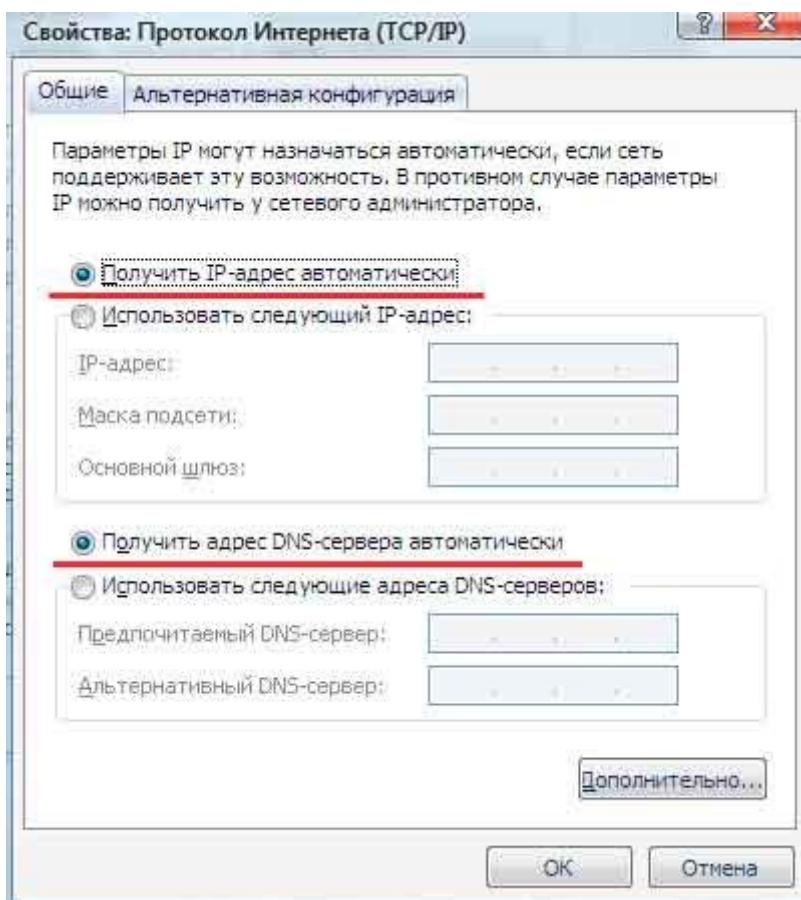 Свойства: Протокол Интернета (TCP/IP)
Общие
Альтернативная конфигурация
Параметры IP могут назначаться автоматически, если сеть
поддерживает эту возможность. В противном случае параметры
IP можно получить у сетевого администратора.
Получить IP-адрес автоматически
Использовать следующий IP-адрес:
IP-адрес:
Маска подсети:
Основной шлюз:
Получить адрес DNS-сервера автоматически
Использовать следующие адреса DNS-серверов:
Предпочитаемый DNS-сервер:
Альтернативный DNS-сервер:
Дополнительно...
ОК
Отмена